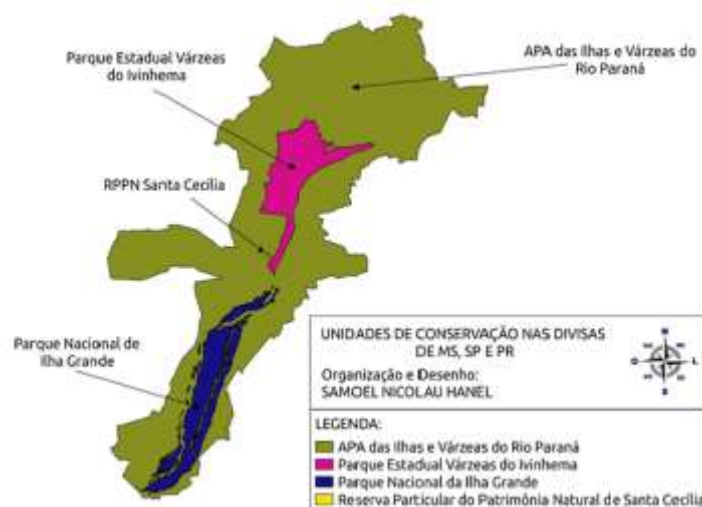 Parque Estadual Várzeas
do Ivinhema
APA das Ilhas e Várzeas do
Rio Paraná
RPPN Santa Cecília
Parque Nacional de
Ilha Grande
UNIDADES DE CONSERVAÇÃO NAS DIVISAS
DE MS, SP E PR
Organização e Desenho:
SAMOEL NICOLAU HANEL
N
O
L
S
LEGENDA:
APA das Ilhas e Várzeas do Rio Paraná
Parque Estadual Várzeas do Ivinhema
Parque Nacional da Ilha Grande
Reserva Particular do Patrimônio Natural de Santa Cecília